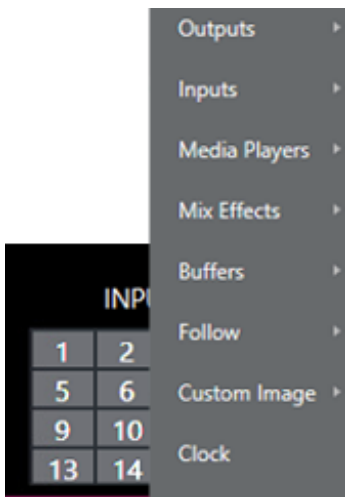 Outputs
Inputs
Media Players
Mix Effects
Buffers
Follow
Custom Image
Clock
INPU
1 2
5 6
9 10
13 14